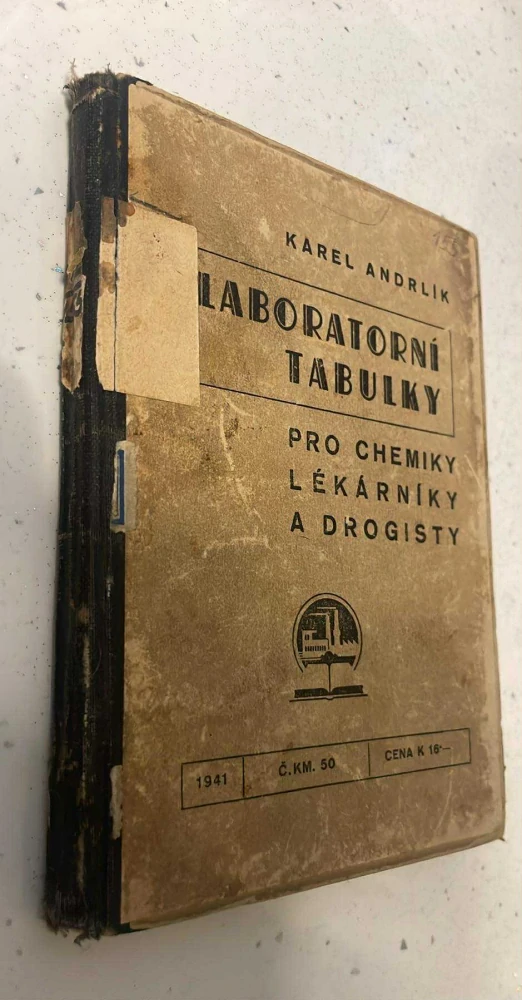 KAREL ANDRLÍK
LABORATORNÍ
TABULKY
PRO CHEMIKY
LÉKÁRNÍKY
A DROGISTY
1941
Č.KM. 50
CENA K 16·—